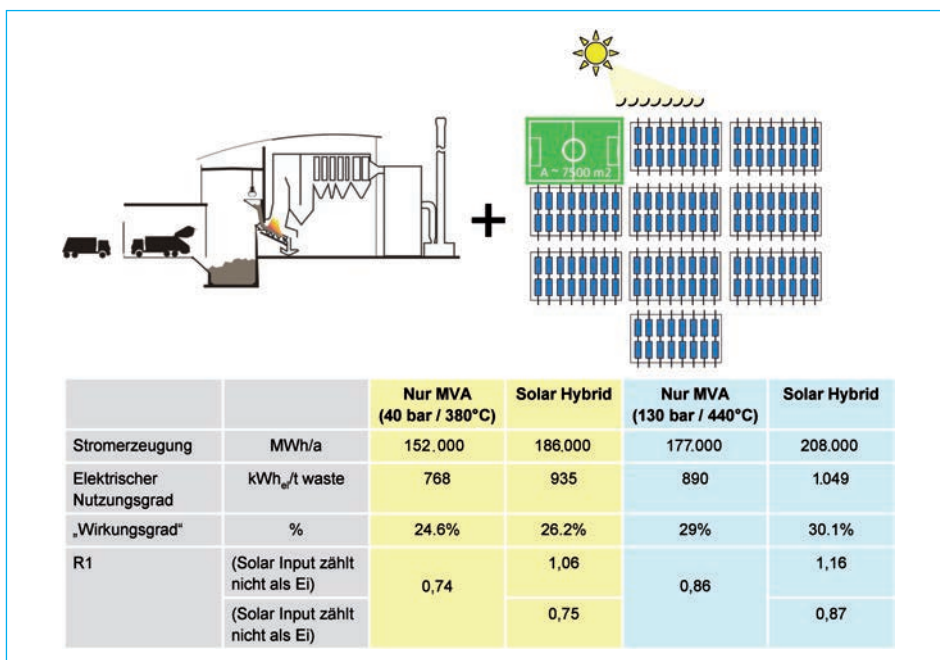 A ~ 7500 m2
+
Nur MVA
(40 bar / 380°C)
Solar Hybrid
Nur MVA
(130 bar / 440°C)
Solar Hybrid
Stromerzeugung
MWh/a
152.000
186.000
177.000
208.000
Elektrischer
Nutzungsgrad
kWhel/t waste
768
935
890
1.049
„Wirkungsgrad“
%
24.6%
26.2%
29%
30.1%
R1
(Solar Input zählt
nicht als Ei)
0,74
1,06
0,86
1,16
(Solar Input zählt
nicht als Ei)
0,75
0,87